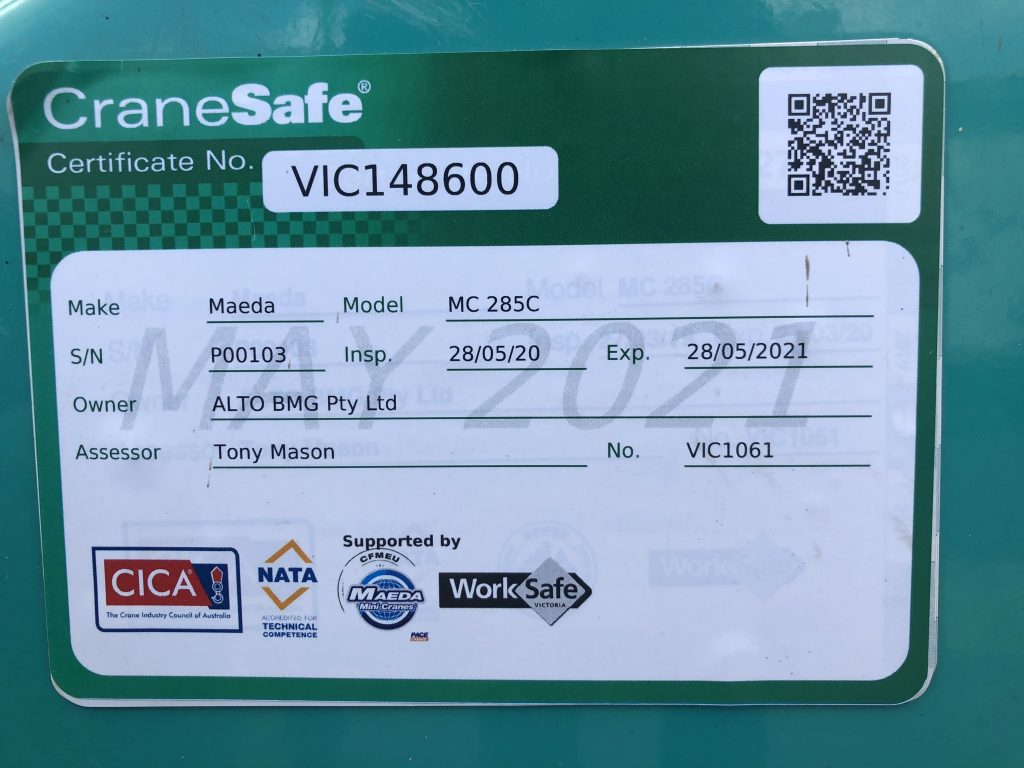 CraneSafe®
Certificate No. VIC148600
Make Maeda Model MC 285C
S/N P00103 Insp. 28/05/20 Exp. 28/05/2021
MAY 2021
Owner ALTO BMG Pty Ltd
Assessor Tony Mason No. VIC1061
Supported by
CICA®
The Crane Industry Council of Australia
NATA
ACCREDITED FOR
TECHNICAL
COMPETENCE
CFMEU
MAEDA
Mini Cranes
PACE
WorkSafe
VICTORIA